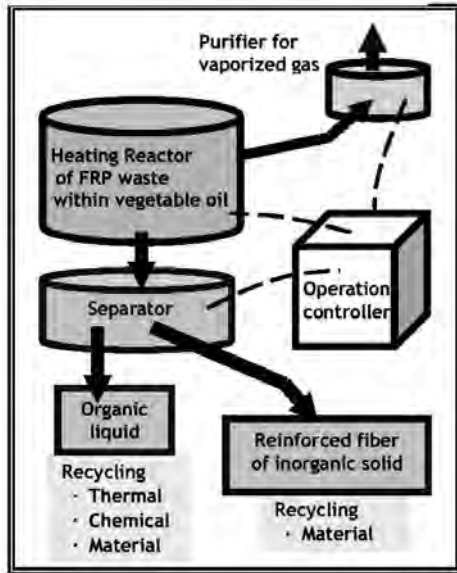 Purifier for
vaporized gas
Heating Reactor
of FRP waste
within vegetable oil
Operation
controller
Separator
Organic
liquid
Reinforced fiber
of inorganic solid
Recycling
· Thermal
· Chemical
· Material
Recycling
· Material